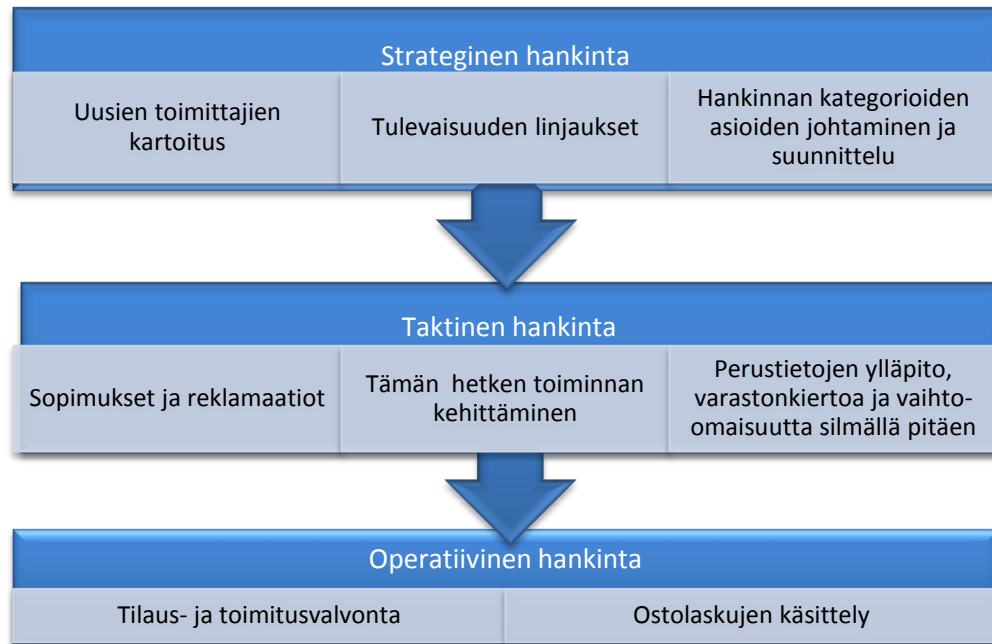 Strateginen hankinta
Uusien toimittajien
kartoitus
Tulevaisuuden linjaukset
Hankinnan kategorioiden
asioiden johtaminen ja
suunnittelu
Taktinen hankinta
Sopimukset ja reklamaatiot
Tämän hetken toiminnan
kehittäminen
Perustietojen ylläpito,
varastonkiertoa ja vaihto-
omaisuutta silmällä pitäen
Operatiivinen hankinta
Tilaus- ja toimitusvalvonta
Ostolaskujen käsittely